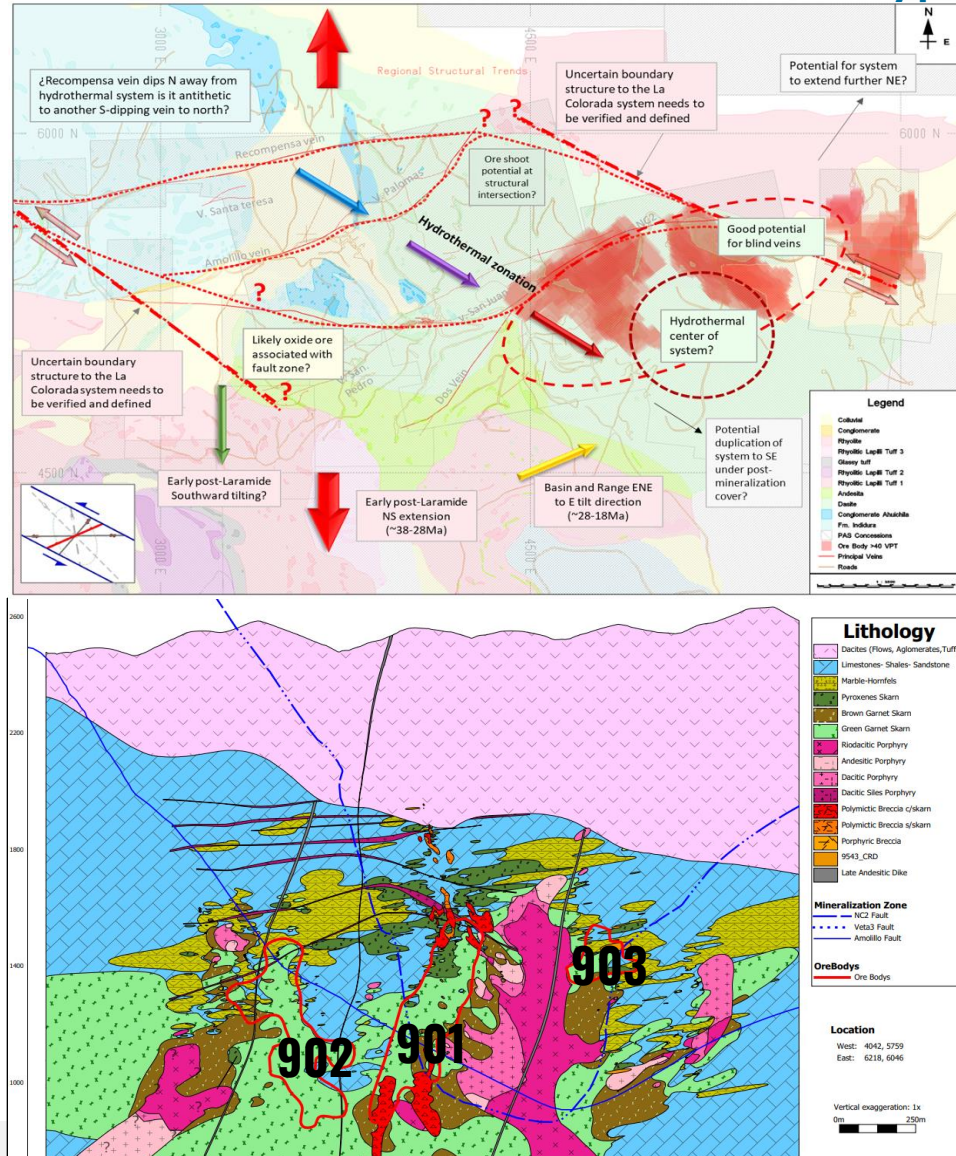 N
E
3000 E
4500 E
Regional Structural Trends
¿Recompensa vein dips N away from
hydrothermal system is it antithetic
to another S-dipping vein to north?
Uncertain boundary
structure to the La
Colorada system needs to
be verified and defined
Potential for system
to extend further NE?
6000 N
6000 N
?
?
Recompensa vein
Ore shoot
potential at
structural
intersection?
V. Palomas
V. Santa teresa
NC2
Good potential
for blind veins
Amolillo vein
Hydrothermal zonation
V. San Juan
?
Hydrothermal
center of
system?
Likely oxide ore
associated with
fault zone?
V. San
Pedro
Dos Vein
Uncertain boundary
structure to the La
Colorada system needs to
be verified and defined
?
4500 N
Early post-Laramide
Southward tilting?
Early post-Laramide
NS extension
(~38-28Ma)
Basin and Range ENE
to E tilt direction
(~28-18Ma)
Potential
duplication of
system to SE
under post-
mineralization
cover?
3000 E
4500 E
Legend
Colluvial
Conglomerate
Rhyolite
Rhyolitic Lapilli Tuff 3
Glassy tuff
Rhyolitic Lapilli Tuff 2
Rhyolitic Lapilli Tuff 1
Andesita
Dasite
Conglomerate Ahuichila
Fm. Indidura
PAS Concessions
Ore Body >40 VPT
Principal Veins
Roads
2600
2200
1800
1400
1000
902
901
903
?
?
?
Lithology
Dacites (Flows, Aglomerates,Tuff
Limestones- Shales- Sandstone
Marble-Hornfels
Pyroxenes Skarn
Brown Garnet Skarn
Green Garnet Skarn
Riodacitic Porphyry
Andesitic Porphyry
Dacitic Porphyry
Dacitic Siles Porphyry
Polymictic Breccia c/skarn
Polymictic Breccia s/skarn
Porphyric Breccia
9543_CRD
Late Andesitic Dike
Mineralization Zone
NC2 Fault
Veta3 Fault
Amolillo Fault
OreBodys
Ore Bodys
Location
West: 4042, 5759
East: 6218, 6046
Vertical exaggeration: 1x
0m 250m